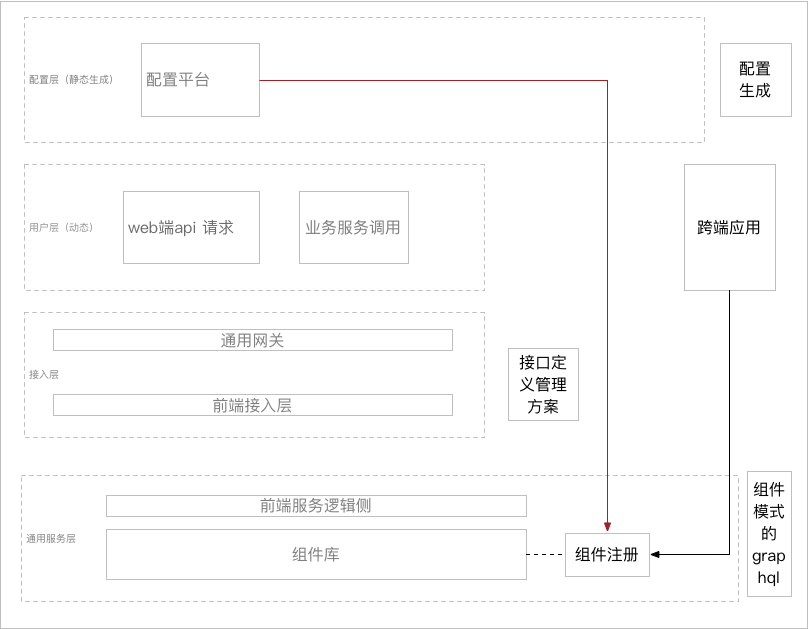 配置层（静态生成）
配置平台
配置
生成
用户层（动态）
web端api 请求
业务服务调用
跨端应用
通用网关
接入层
前端接入层
接口定
义管理
方案
通用服务层
前端服务逻辑侧
组件库
组件注册
组件
模式
的
grap
hql